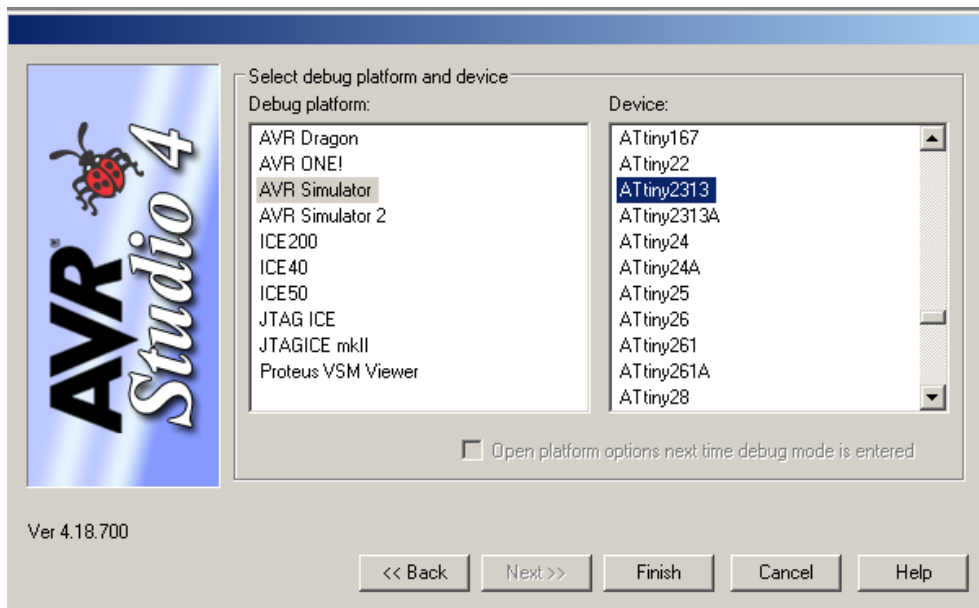 AVR® Studio 4
Select debug platform and device
Debug platform:
AVR Dragon
AVR ONE!
AVR Simulator
AVR Simulator 2
ICE200
ICE40
ICE50
JTAG ICE
JTAGICE mkII
Proteus VSM Viewer
Device:
ATtiny167
ATtiny22
ATtiny2313
ATtiny2313A
ATtiny24
ATtiny24A
ATtiny25
ATtiny26
ATtiny261
ATtiny261A
ATtiny28
Open platform options next time debug mode is entered
Ver 4.18.700
<< Back
Next >>
Finish
Cancel
Help